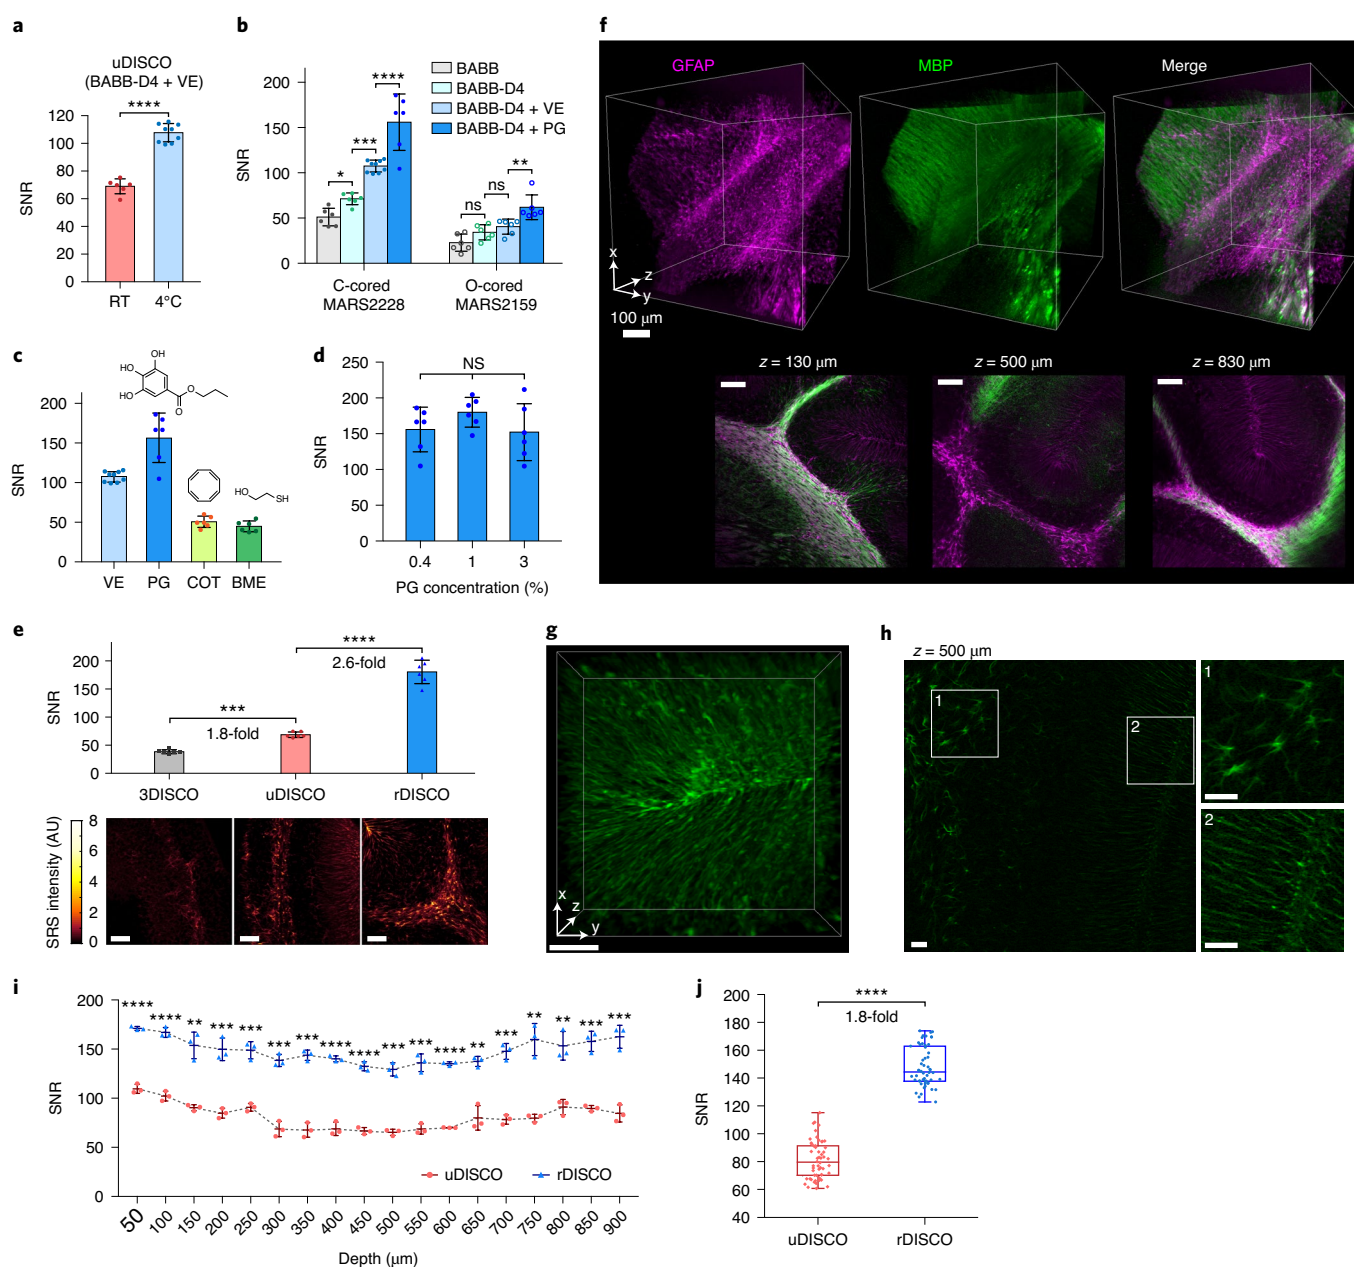 a
uDISCO
(BABB-D4 + VE)
****
120
100
80
60
40
20
0
SNR
RT
4°C
b
BABB
BABB-D4
BABB-D4 + VE
BABB-D4 + PG
200
150
100
50
0
SNR
*
***
****
ns
ns
**
C-cored
MARS2228
O-cored
MARS2159
c
OH
HO
HO
O
O
HO
SH
200
150
100
50
0
SNR
VE
PG
COT
BME
d
250
200
150
100
50
0
SNR
NS
0.4
1
3
PG concentration (%)
e
200
150
100
50
0
SNR
***
1.8-fold
****
2.6-fold
3DISCO
uDISCO
rDISCO
SRS intensity (AU)
8
6
4
2
0
f
GFAP
MBP
Merge
x
z
y
100 µm
z = 130 µm
z = 500 µm
z = 830 µm
g
x
z
y
h
z = 500 µm
1
2
1
2
i
200
150
100
50
0
SNR
****
****
**
***
***
***
***
****
****
***
***
****
**
***
**
**
***
***
uDISCO
rDISCO
50
100
150
200
250
300
350
400
450
500
550
600
650
700
750
800
850
900
Depth (µm)
j
200
180
160
140
120
100
80
60
40
SNR
****
1.8-fold
uDISCO
rDISCO